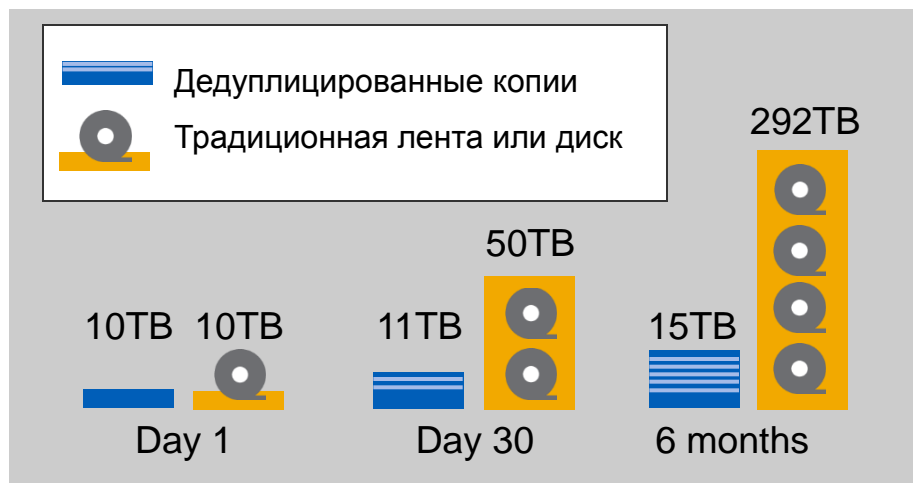 Дедуплицированные копии
Традиционная лента или диск
292TB
50TB
10TB 10TB 11TB 15TB
Day 1 Day 30 6 months